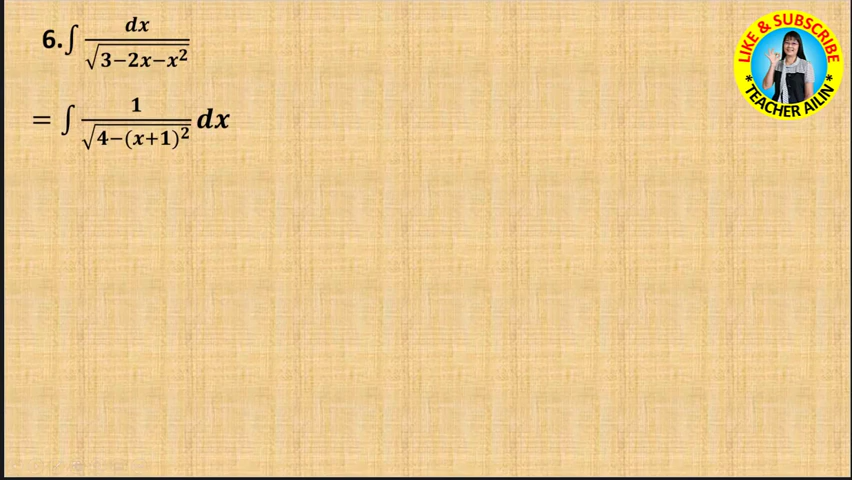 6. ∫ dx / √(3−2x−x²)
= ∫ 1 / √(4−(x+1)²) dx
LIKE & SUBSCRIBE
* TEACHER AILIN *